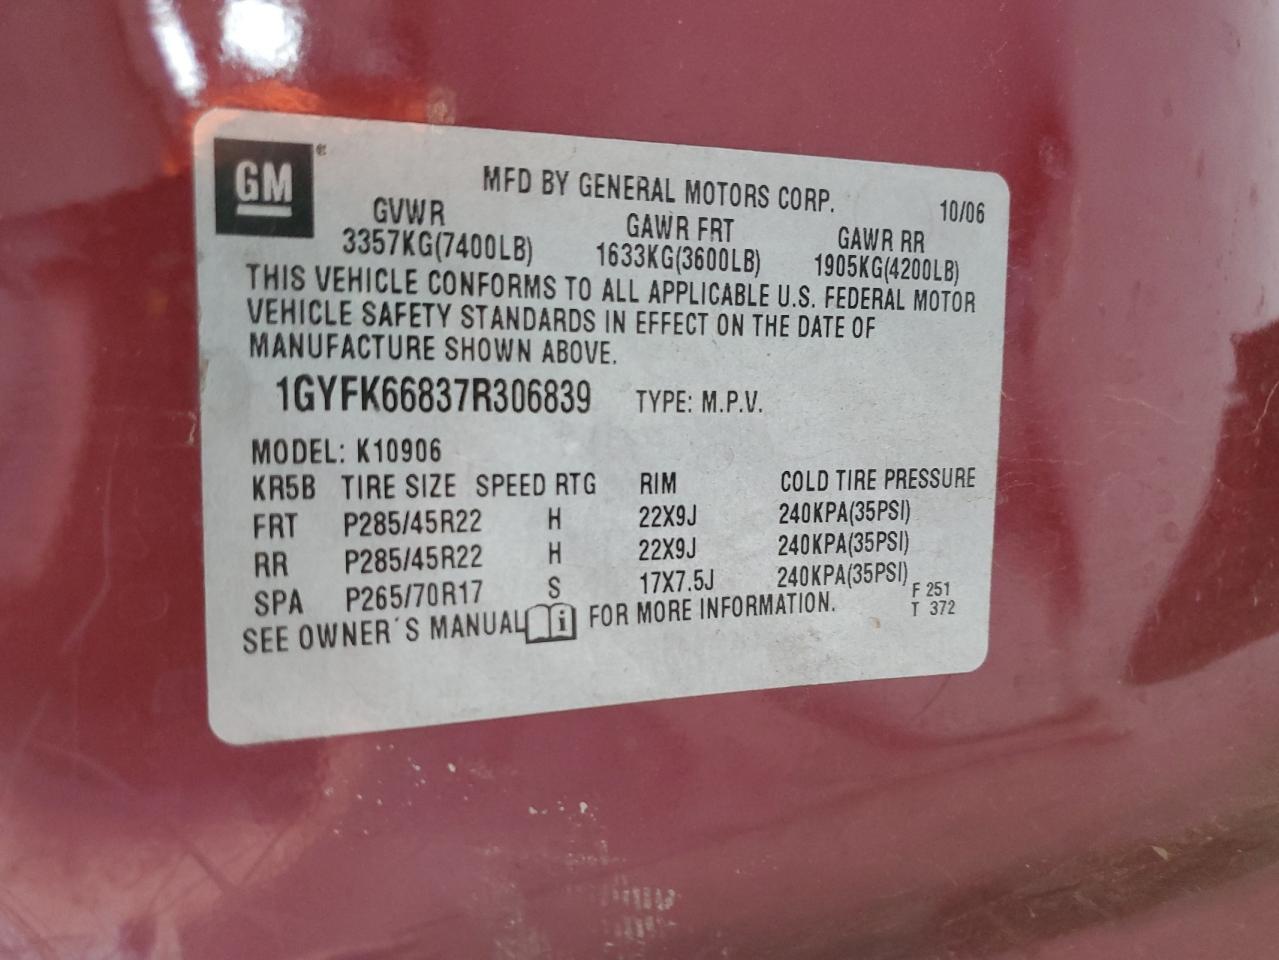 GM®
MFD BY GENERAL MOTORS CORP. 10/06
GVWR GAWR FRT GAWR RR
3357KG(7400LB) 1633KG(3600LB) 1905KG(4200LB)
THIS VEHICLE CONFORMS TO ALL APPLICABLE U.S. FEDERAL MOTOR
VEHICLE SAFETY STANDARDS IN EFFECT ON THE DATE OF
MANUFACTURE SHOWN ABOVE.
1GYFK66837R306839 TYPE: M.P.V.
MODEL: K10906
KR5B TIRE SIZE SPEED RTG RIM COLD TIRE PRESSURE
FRT P285/45R22 H 22X9J 240KPA(35PSI)
RR P285/45R22 H 22X9J 240KPA(35PSI)
SPA P265/70R17 S 17X7.5J 240KPA(35PSI)
SEE OWNER´S MANUAL i FOR MORE INFORMATION.
F 251
T 372